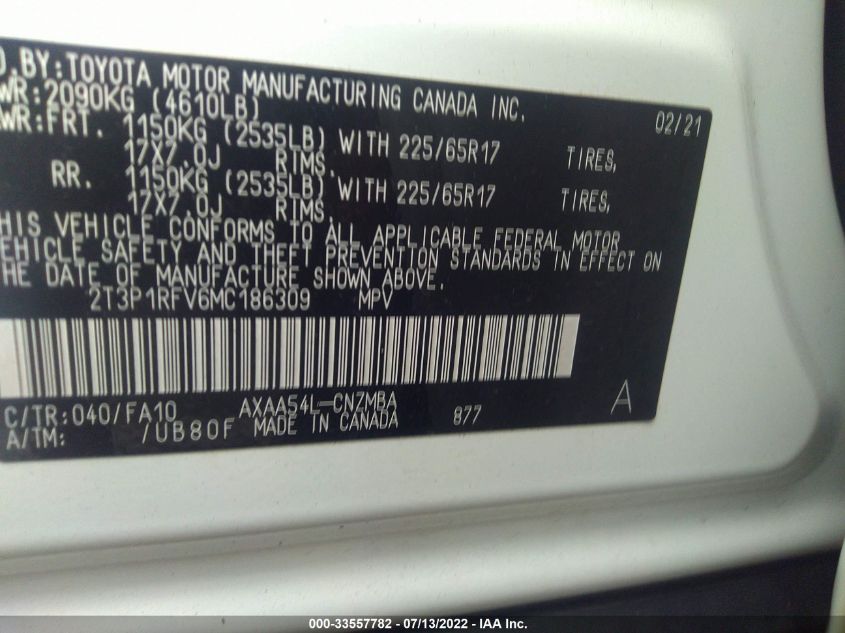 D.BY:TOYOTA MOTOR MANUFACTURING CANADA INC.
WR:2090KG (4610LB) 02/21
WR:FRT. 1150KG (2535LB) WITH 225/65R17 TIRES,
17X7.0J RIMS.
RR. 1150KG (2535LB) WITH 225/65R17 TIRES,
17X7.0J RIMS.
HIS VEHICLE CONFORMS TO ALL APPLICABLE FEDERAL MOTOR
EHICLE SAFETY AND THEFT PREVENTION STANDARDS IN EFFECT ON
HE DATE OF MANUFACTURE SHOWN ABOVE.
2T3P1RFV6MC186309 MPV
C/TR:040/FA10 AXAA54L-CNZMBA A
A/TM: /UB80F MADE IN CANADA 877
000-33557782 - 07/13/2022 - IAA Inc.